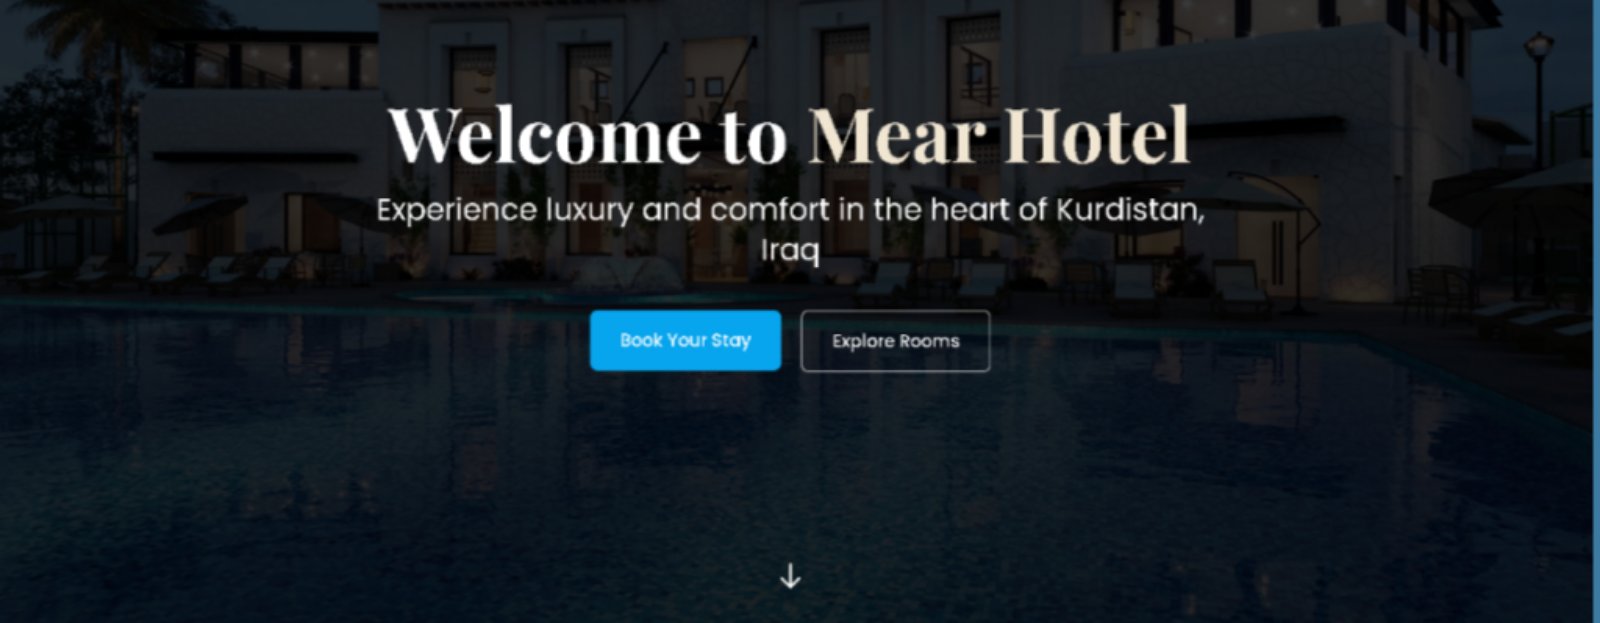 Welcome to Mear Hotel
Experience luxury and comfort in the heart of Kurdistan,
Iraq
Book Your Stay
Explore Rooms